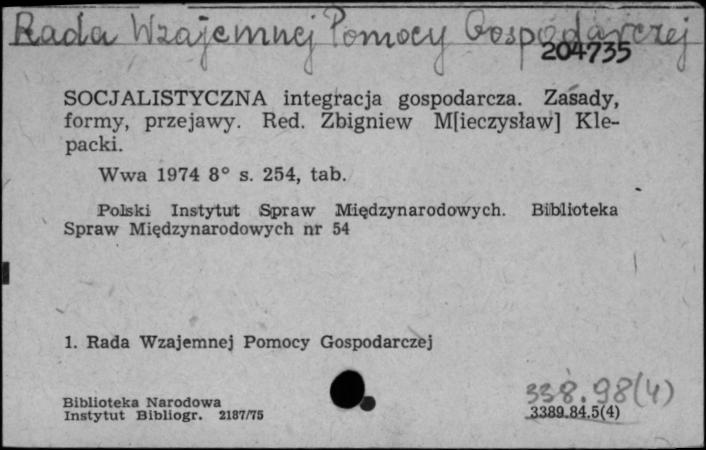 Rada Wzajemnej Pomocy Gospodarczej
204735
SOCJALISTYCZNA integracja gospodarcza. Zasady,
formy, przejawy. Red. Zbigniew M[ieczysław] Kle-
packi.
Wwa 1974 8° s. 254, tab.
Polski Instytut Spraw Międzynarodowych. Biblioteka
Spraw Międzynarodowych nr 54
1. Rada Wzajemnej Pomocy Gospodarczej
338.98(4)
Biblioteka Narodowa
Instytut Bibliogr. 2187/75
3389.84.5(4)